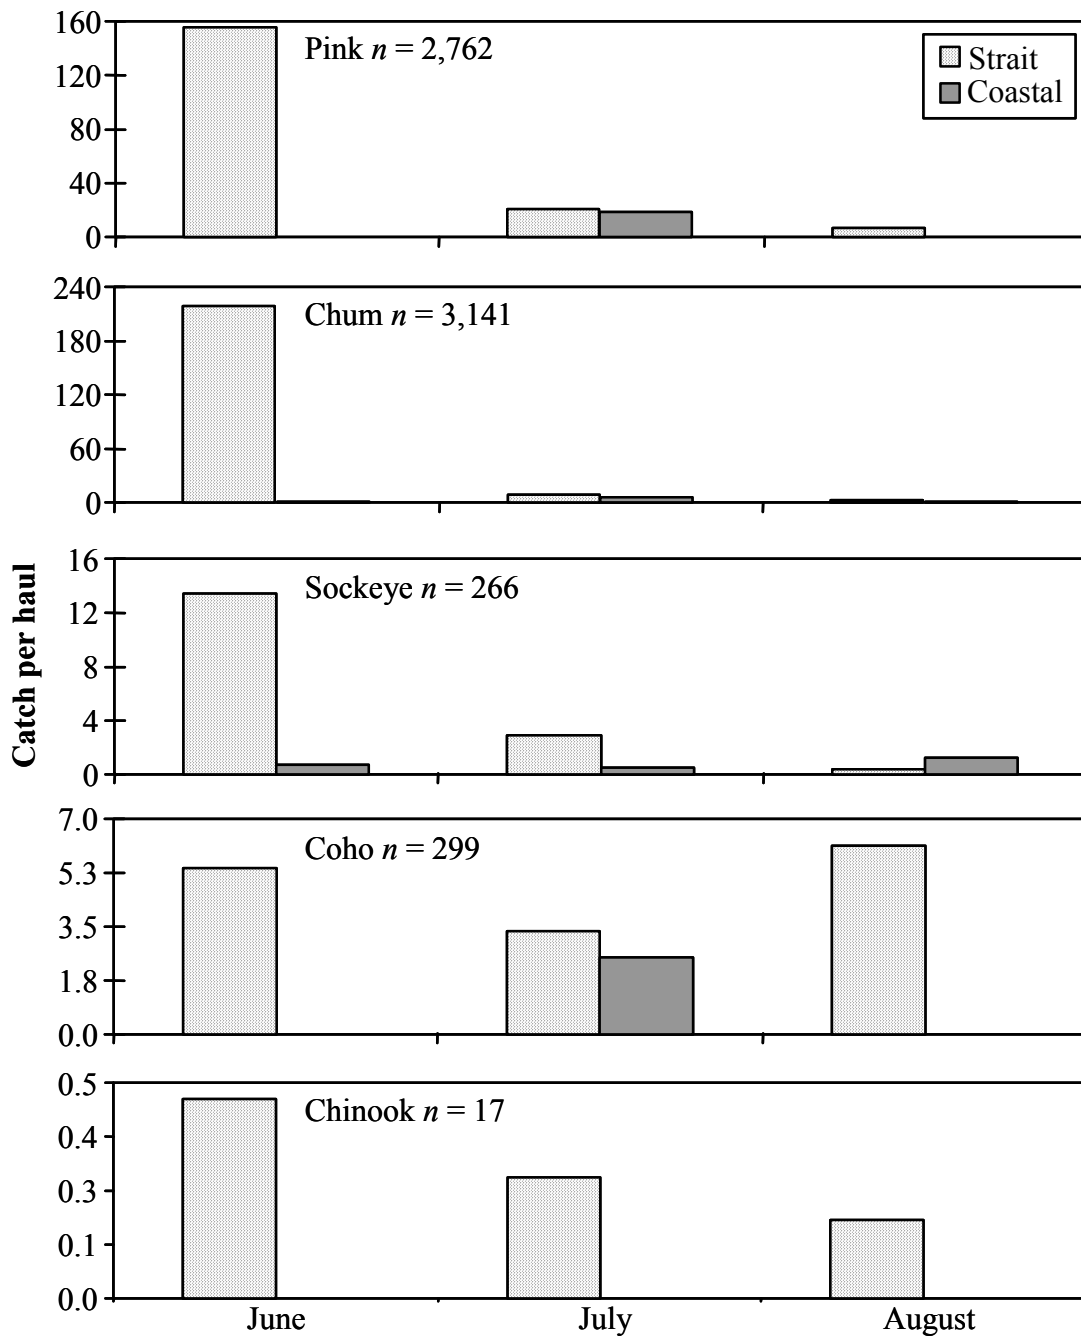 160
Pink n = 2,762
120
80
40
0
Strait
Coastal
240
Chum n = 3,141
180
120
60
0
Catch per haul
16
Sockeye n = 266
12
8
4
0
7.0
Coho n = 299
5.3
3.5
1.8
0.0
0.5
Chinook n = 17
0.4
0.3
0.1
0.0
June July August